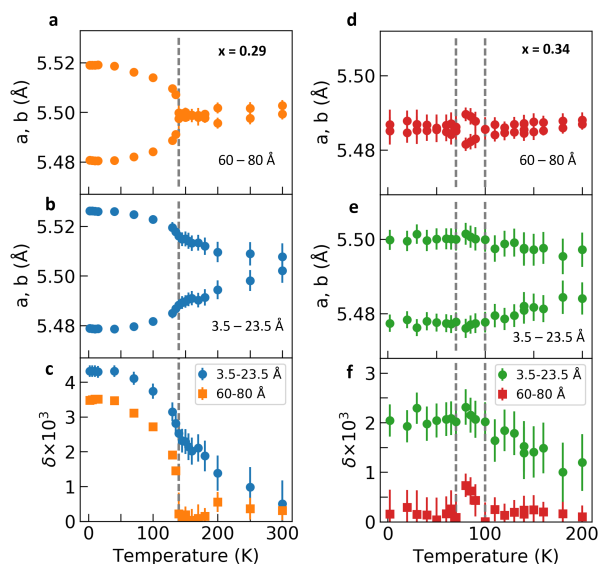 a
x = 0.29
5.52
5.50
5.48
a, b (Å)
60 – 80 Å
b
5.52
5.50
5.48
a, b (Å)
3.5 – 23.5 Å
c
3.5-23.5 Å
60-80 Å
4
3
2
1
0
δ×10³
0 100 200 300
Temperature (K)
d
x = 0.34
5.50
5.48
a, b (Å)
60 – 80 Å
e
5.50
5.48
a, b (Å)
3.5 – 23.5 Å
f
3.5-23.5 Å
60-80 Å
3
2
1
0
δ×10³
0 50 100 150 200
Temperature (K)